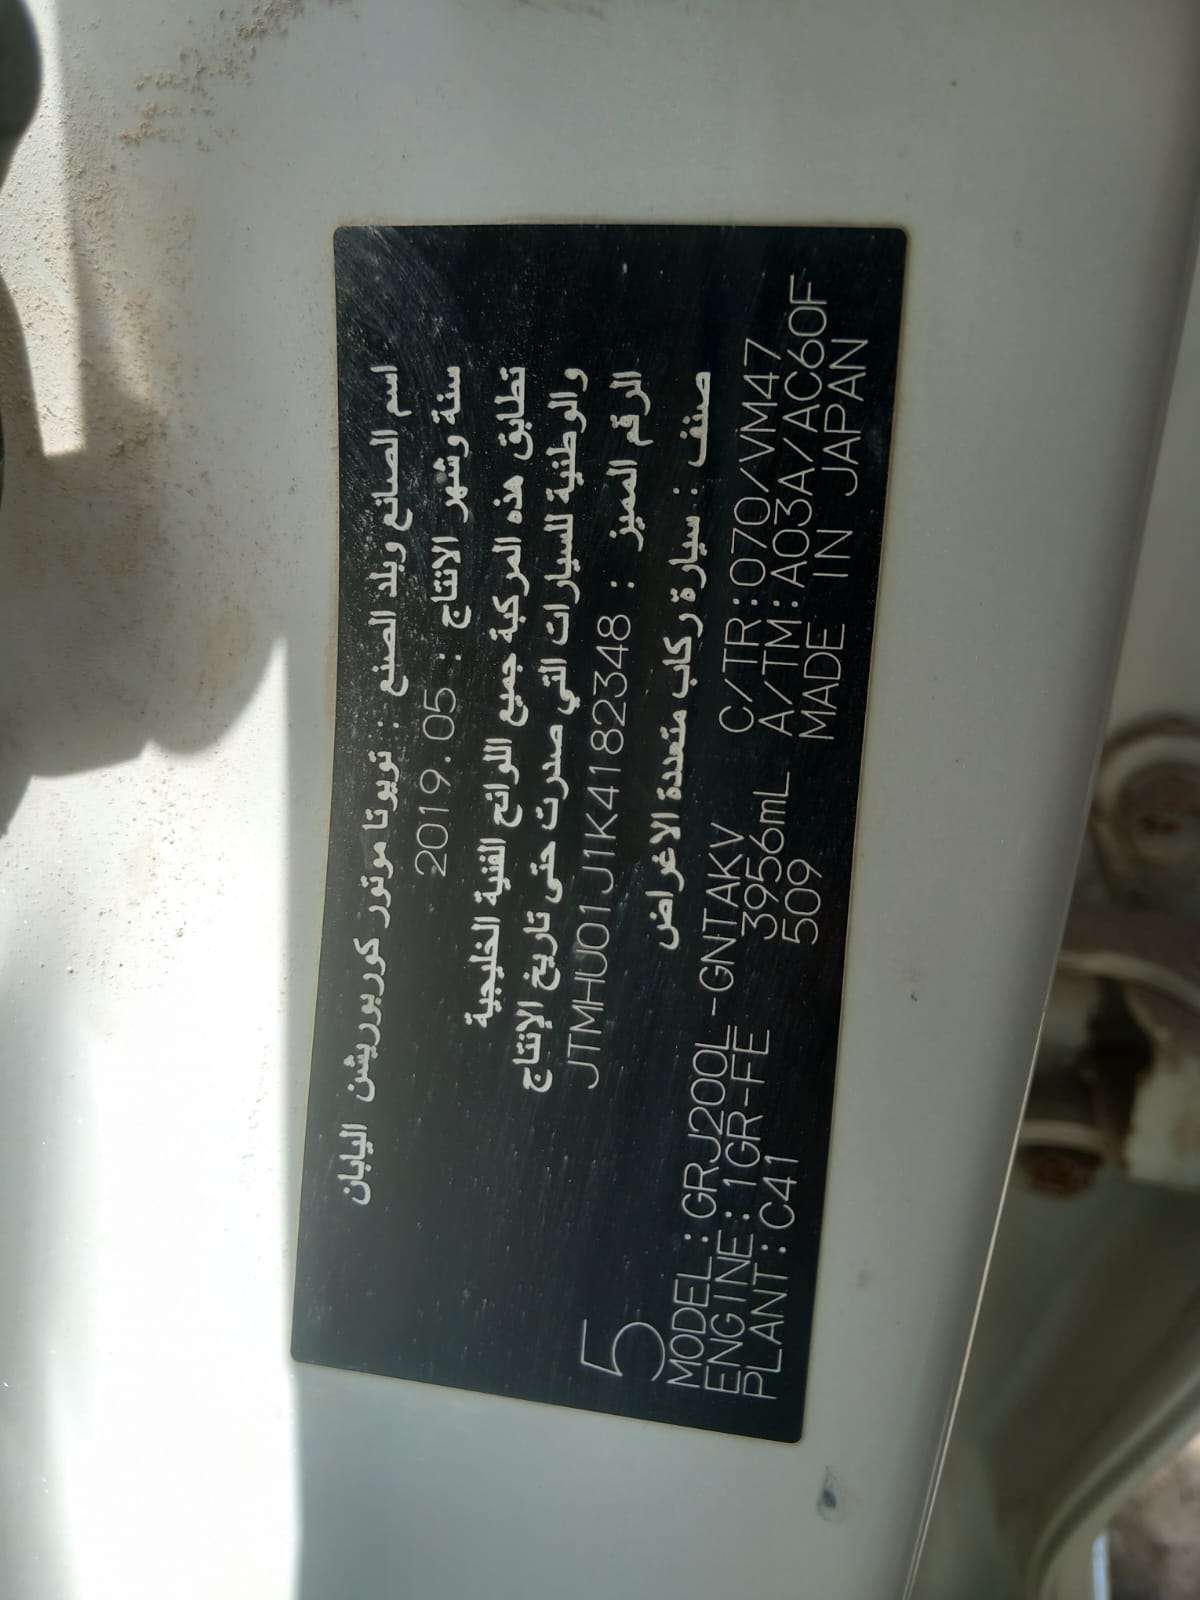 اسم الصانع وبلد الصنع : تويوتا موتور كوربوريشن اليابان
سنة وشهر الانتاج : 2019.05
تطابق هذه المركبة جميع اللوائح الفنية الخليجية
والوطنية للسيارات التي صدرت حتى تاريخ الإنتاج
الرقم المميز : JTMHU01J1K4182348
صنف : سيارة ركاب متعددة الاغراض
5
MODEL:GRJ200L-GNTAKV C/TR:070/VM47
ENGINE:1GR-FE 3956mL A/TM:A03A/AC60F
PLANT:C41 509 MADE IN JAPAN